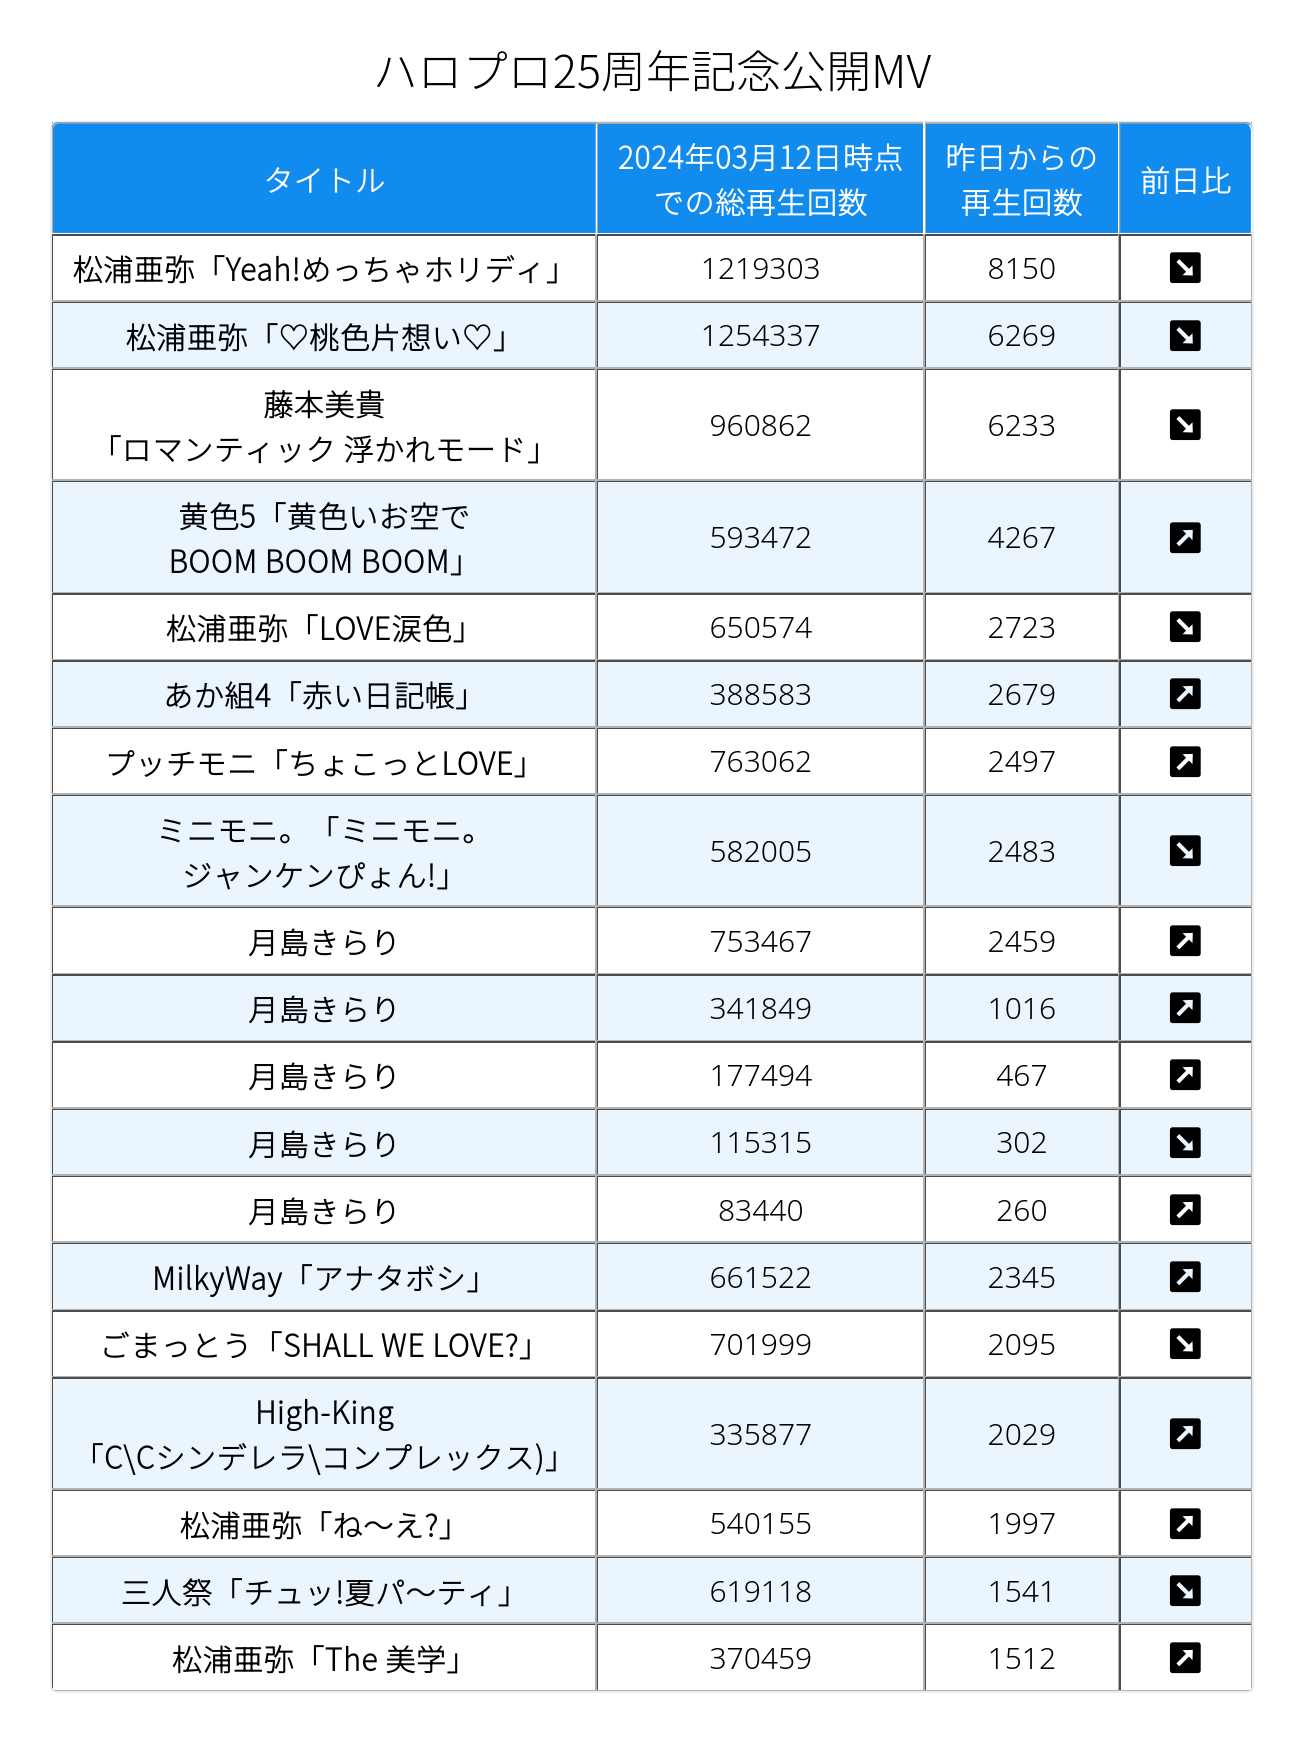 ハロプロ25周年記念公開MV
タイトル
2024年03月12日時点
での総再生回数
昨日からの
再生回数
前日比
松浦亜弥「Yeah!めっちゃホリディ」 1219303 8150 ↘
松浦亜弥「♡桃色片想い♡」 1254337 6269 ↘
藤本美貴
「ロマンティック 浮かれモード」 960862 6233 ↘
黄色5「黄色いお空で
BOOM BOOM BOOM」 593472 4267 ↗
松浦亜弥「LOVE涙色」 650574 2723 ↘
あか組4「赤い日記帳」 388583 2679 ↗
プッチモニ「ちょこっとLOVE」 763062 2497 ↗
ミニモニ。「ミニモニ。
ジャンケンぴょん!」 582005 2483 ↘
月島きらり 753467 2459 ↗
月島きらり 341849 1016 ↗
月島きらり 177494 467 ↗
月島きらり 115315 302 ↘
月島きらり 83440 260 ↗
MilkyWay「アナタボシ」 661522 2345 ↗
ごまっとう「SHALL WE LOVE?」 701999 2095 ↘
High-King
「C\Cシンデレラ\コンプレックス)」 335877 2029 ↗
松浦亜弥「ね〜え?」 540155 1997 ↗
三人祭「チュッ!夏パ〜ティ」 619118 1541 ↘
松浦亜弥「The 美学」 370459 1512 ↗